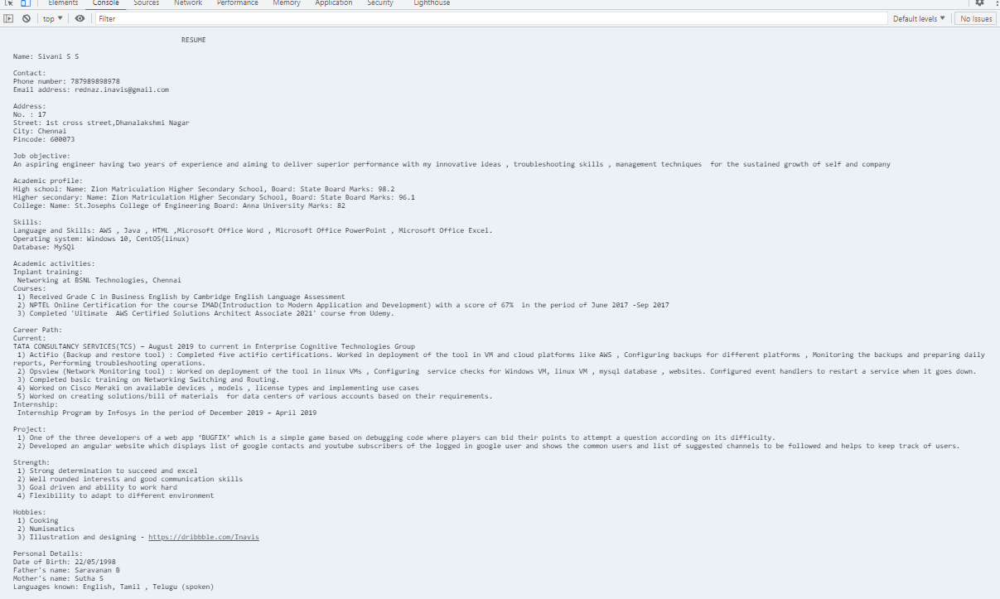 Elements Console Sources Network Performance Memory Application Security Lighthouse
top ▼ Filter Default levels ▼ No Issues
RESUME
Name: Sivani S S
Contact:
Phone number: 787989898978
Email address: rednaz.inavis@gmail.com
Address:
No. : 17
Street: 1st cross street,Dhanalakshmi Nagar
City: Chennai
Pincode: 600073
Job objective:
An aspiring engineer having two years of experience and aiming to deliver superior performance with my innovative ideas , troubleshooting skills , management techniques  for the sustained growth of self and company
Academic profile:
High school: Name: Zion Matriculation Higher Secondary School, Board: State Board Marks: 98.2
Higher secondary: Name: Zion Matriculation Higher Secondary School, Board: State Board Marks: 96.1
College: Name: St.Josephs College of Engineering Board: Anna University Marks: 82
Skills:
Language and Skills: AWS , Java , HTML ,Microsoft Office Word , Microsoft Office PowerPoint , Microsoft Office Excel.
Operating system: Windows 10, CentOS(linux)
Database: MySQl
Academic activities:
Inplant training:
Networking at BSNL Technologies, Chennai
Courses:
1) Received Grade C in Business English by Cambridge English Language Assessment
2) NPTEL Online Certification for the course IMAD(Introduction to Modern Application and Development) with a score of 67%  in the period of June 2017 -Sep 2017
3) Completed 'Ultimate  AWS Certified Solutions Architect Associate 2021' course from Udemy.
Career Path:
Current:
TATA CONSULTANCY SERVICES(TCS) – August 2019 to current in Enterprise Cognitive Technologies Group
1) Actifio (Backup and restore tool) : Completed five actifio certifications. Worked in deployment of the tool in VM and cloud platforms like AWS , Configuring backups for different platforms , Monitoring the backups and preparing daily
reports, Performing troubleshooting operations.
2) Opsview (Network Monitoring tool) : Worked on deployment of the tool in linux VMs , Configuring  service checks for Windows VM, linux VM , mysql database , websites. Configured event handlers to restart a service when it goes down.
3) Completed basic training on Networking Switching and Routing.
4) Worked on Cisco Meraki on available devices , models , license types and implementing use cases
5) Worked on creating solutions/bill of materials  for data centers of various accounts based on their requirements.
Internship:
Internship Program by Infosys in the period of December 2019 – April 2019
Project:
1) One of the three developers of a web app ‘BUGFIX’ which is a simple game based on debugging code where players can bid their points to attempt a question according on its difficulty.
2) Developed an angular website which displays list of google contacts and youtube subscribers of the logged in google user and shows the common users and list of suggested channels to be followed and helps to keep track of users.
Strength:
1) Strong determination to succeed and excel
2) Well rounded interests and good communication skills
3) Goal driven and ability to work hard
4) Flexibility to adapt to different environment
Hobbies:
1) Cooking
2) Numismatics
3) Illustration and designing - https://dribbble.com/Inavis
Personal Details:
Date of Birth: 22/05/1998
Father's name: Saravanan B
Mother's name: Sutha S
Languages known: English, Tamil , Telugu (spoken)